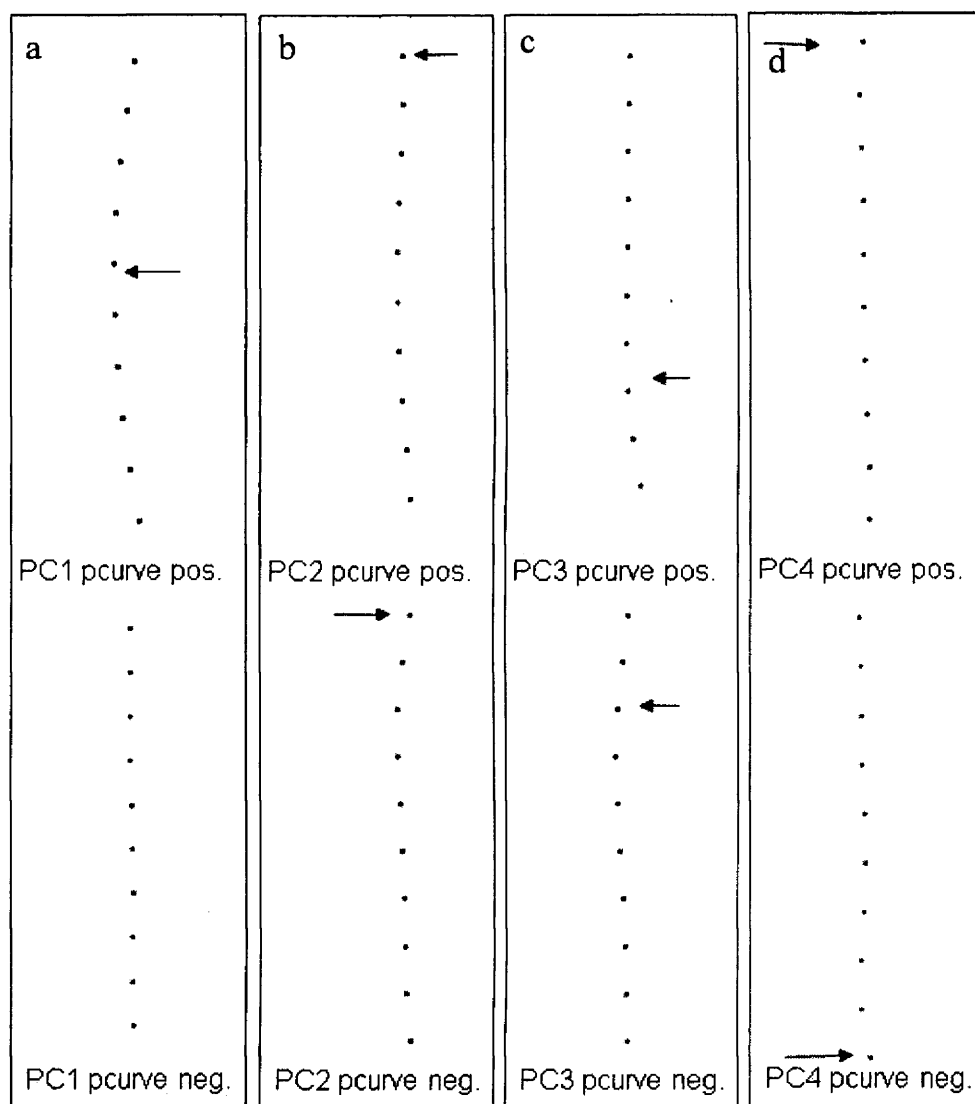 a b c d
PC1 pcurve pos. PC2 pcurve pos. PC3 pcurve pos. PC4 pcurve pos.
PC1 pcurve neg. PC2 pcurve neg. PC3 pcurve neg. PC4 pcurve neg.